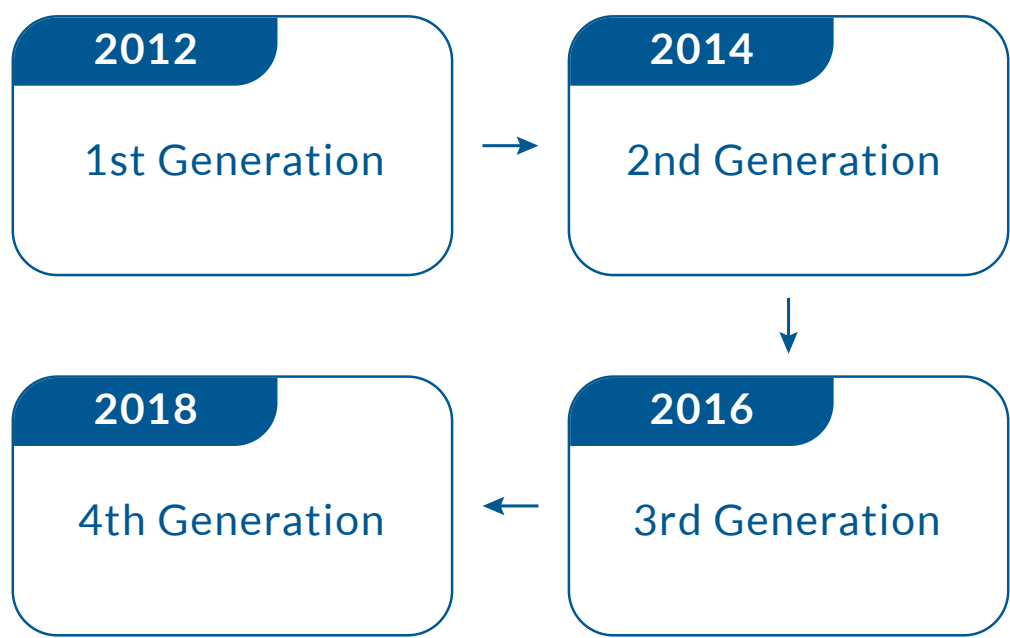 2012
1st Generation
2014
2nd Generation
2016
3rd Generation
2018
4th Generation